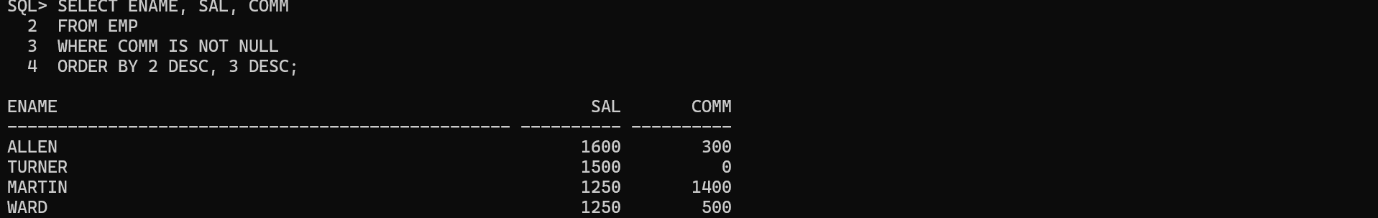 SQL> SELECT ENAME, SAL, COMM
  2  FROM EMP
  3  WHERE COMM IS NOT NULL
  4  ORDER BY 2 DESC, 3 DESC;

ENAME                                                     SAL       COMM
-------------------------------------------------- ---------- ----------
ALLEN                                                    1600        300
TURNER                                                   1500          0
MARTIN                                                   1250       1400
WARD                                                     1250        500